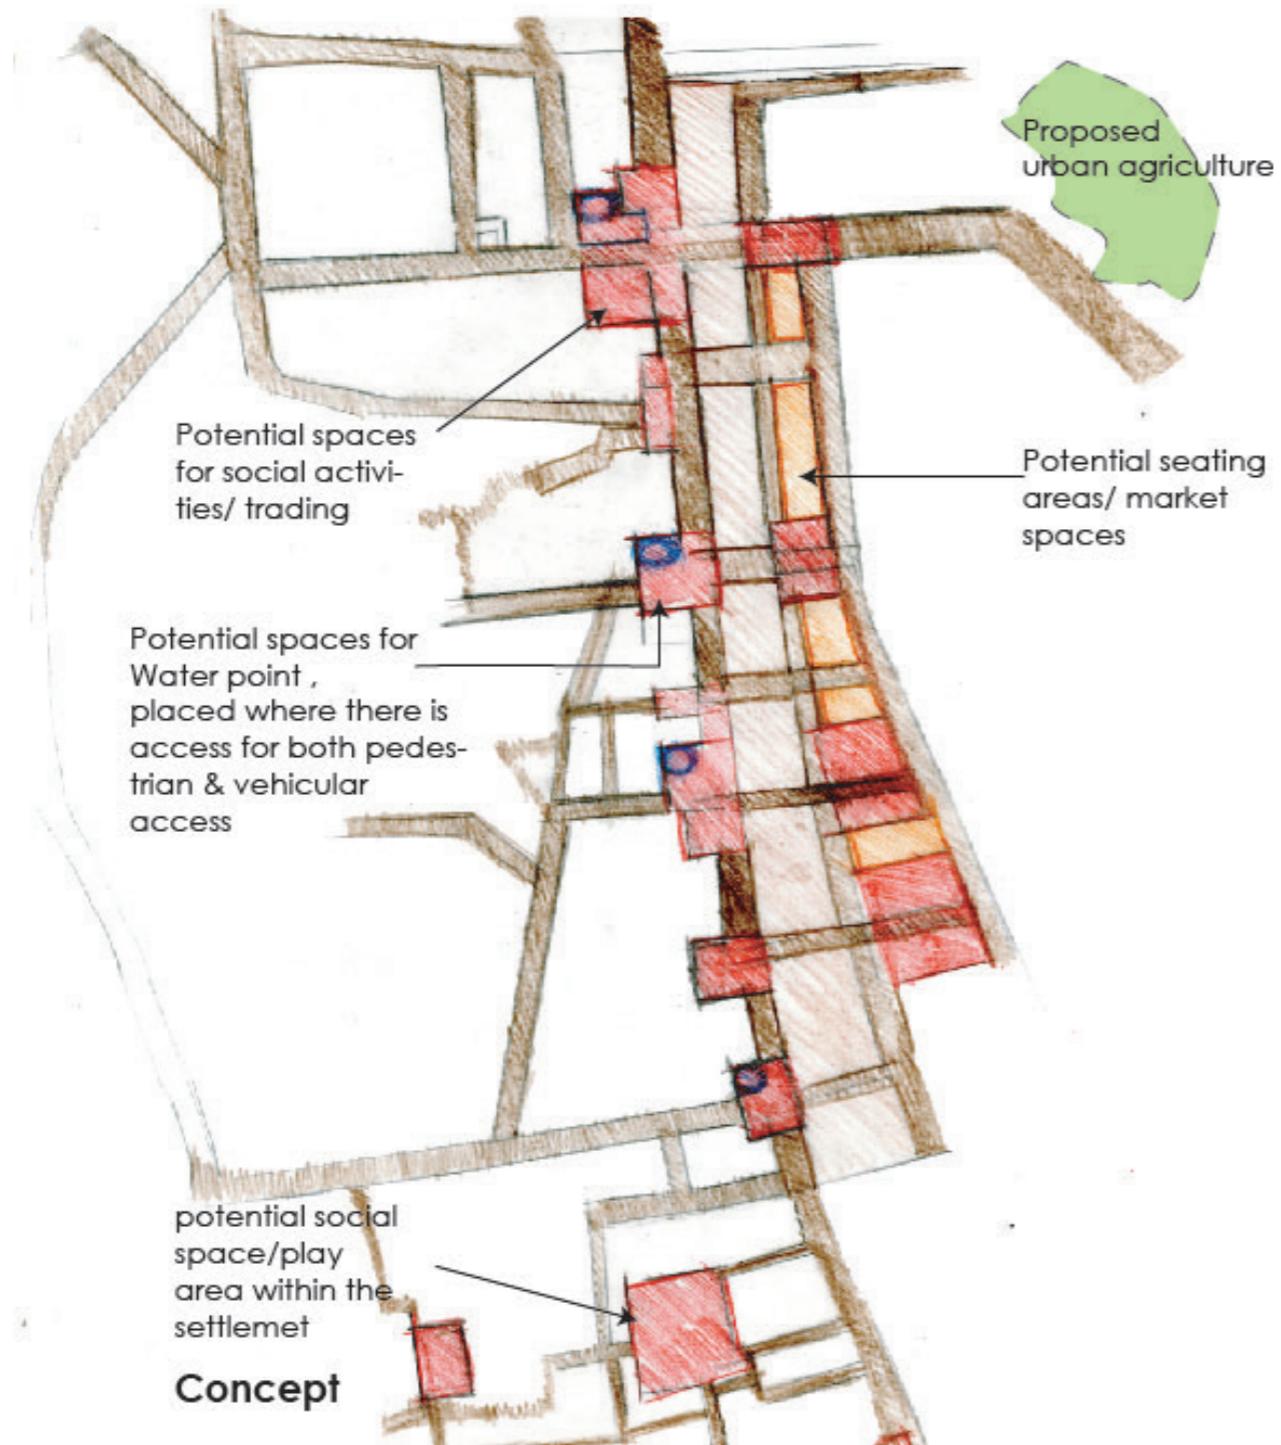 Proposed
urban agriculture
Potential spaces
for social activi-
ties/ trading
Potential seating
areas/ market
spaces
Potential spaces for
Water point ,
placed where there is
access for both pedes-
trian & vehicular
access
potential social
space/play
area within the
settlemet
Concept